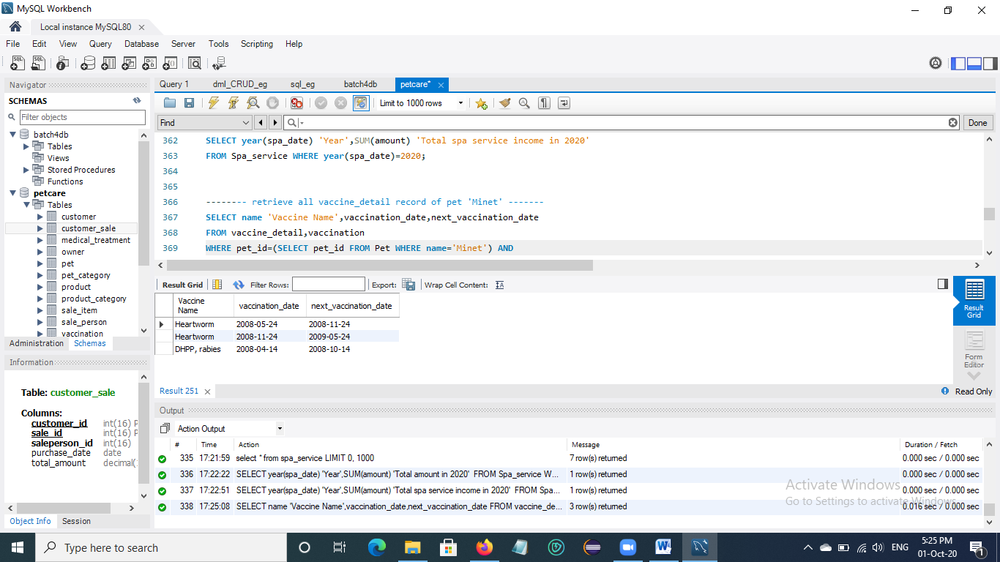 MySQL Workbench
Local instance MySQL80
File Edit View Query Database Server Tools Scripting Help
Navigator
SCHEMAS
Filter objects
batch4db
Tables
Views
Stored Procedures
Functions
petcare
Tables
customer
customer_sale
medical_treatment
owner
pet
pet_category
product
product_category
sale_item
sale_person
vaccination
Administration Schemas
Information
Table: customer_sale
Columns:
customer_id int(16) P
sale_id int(16) P
saleperson_id int(16)
purchase_date date
total_amount decimal(
Object Info Session
Query 1 dml_CRUD_eg sql_eg batch4db petcare*
Limit to 1000 rows
Find Done
362 SELECT year(spa_date) 'Year',SUM(amount) 'Total spa service income in 2020'
363 FROM Spa_service WHERE year(spa_date)=2020;
364
365
366 -------- retrieve all vaccine_detail record of pet 'Minet' -------
367 SELECT name 'Vaccine Name',vaccination_date,next_vaccination_date
368 FROM vaccine_detail,vaccination
369 WHERE pet_id=(SELECT pet_id FROM Pet WHERE name='Minet') AND
Result Grid Filter Rows: Export: Wrap Cell Content:
Vaccine Name vaccination_date next_vaccination_date
Heartworm 2008-05-24 2008-11-24
Heartworm 2008-11-24 2009-05-24
DHPP, rabies 2008-04-14 2008-10-14
Result Grid
Form Editor
Result 251
Read Only
Output
Action Output
# Time Action Message Duration / Fetch
335 17:21:59 select * from spa_service LIMIT 0, 1000 7 row(s) returned 0.000 sec / 0.000 sec
336 17:22:22 SELECT year(spa_date) 'Year',SUM(amount) 'Total amount in 2020' FROM Spa_service W... 1 row(s) returned 0.000 sec / 0.000 sec
337 17:22:51 SELECT year(spa_date) 'Year',SUM(amount) 'Total spa service income in 2020' FROM Spa... 1 row(s) returned 0.000 sec / 0.000 sec
338 17:25:08 SELECT name 'Vaccine Name',vaccination_date,next_vaccination_date FROM vaccine_de... 3 row(s) returned 0.016 sec / 0.000 sec
Activate Windows
Go to Settings to activate Windows.
Type here to search
ENG
5:25 PM
01-Oct-20
1